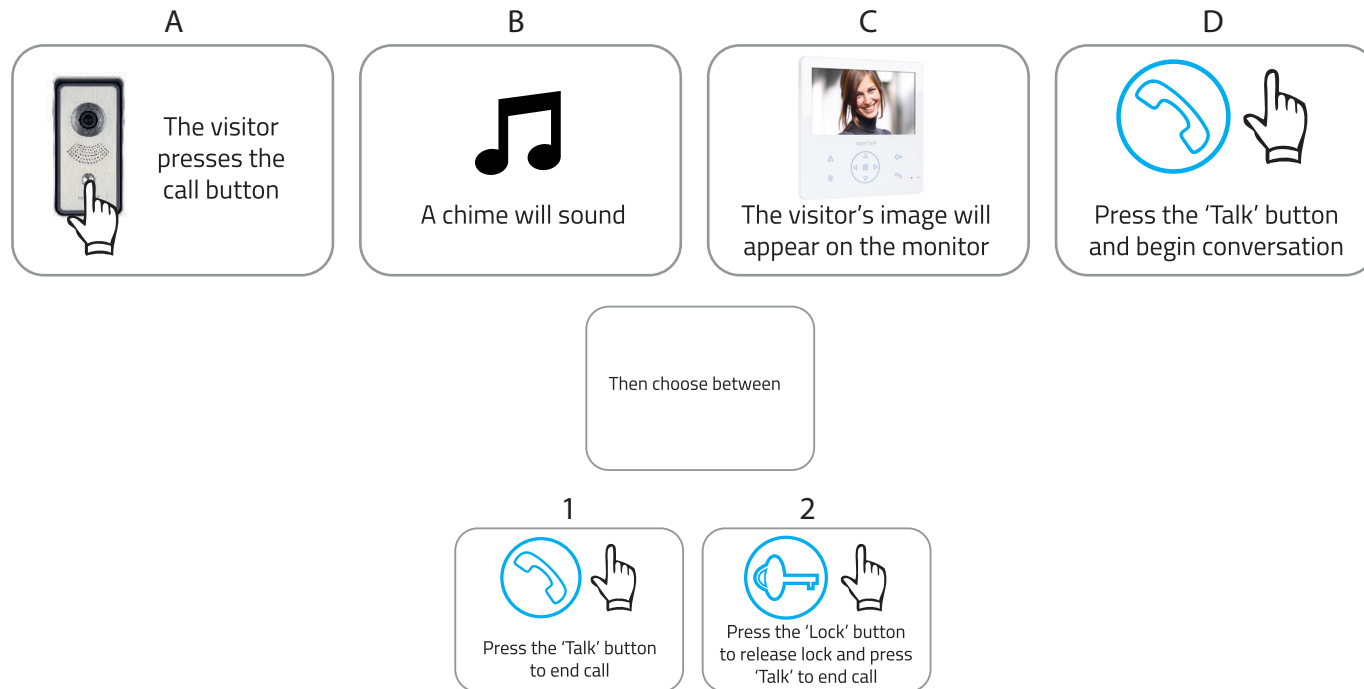 A
B
C
D
The visitor
presses the
call button
A chime will sound
The visitor's image will
appear on the monitor
Press the 'Talk' button
and begin conversation
Then choose between
1
2
Press the 'Talk' button
to end call
Press the 'Lock' button
to release lock and press
'Talk' to end call